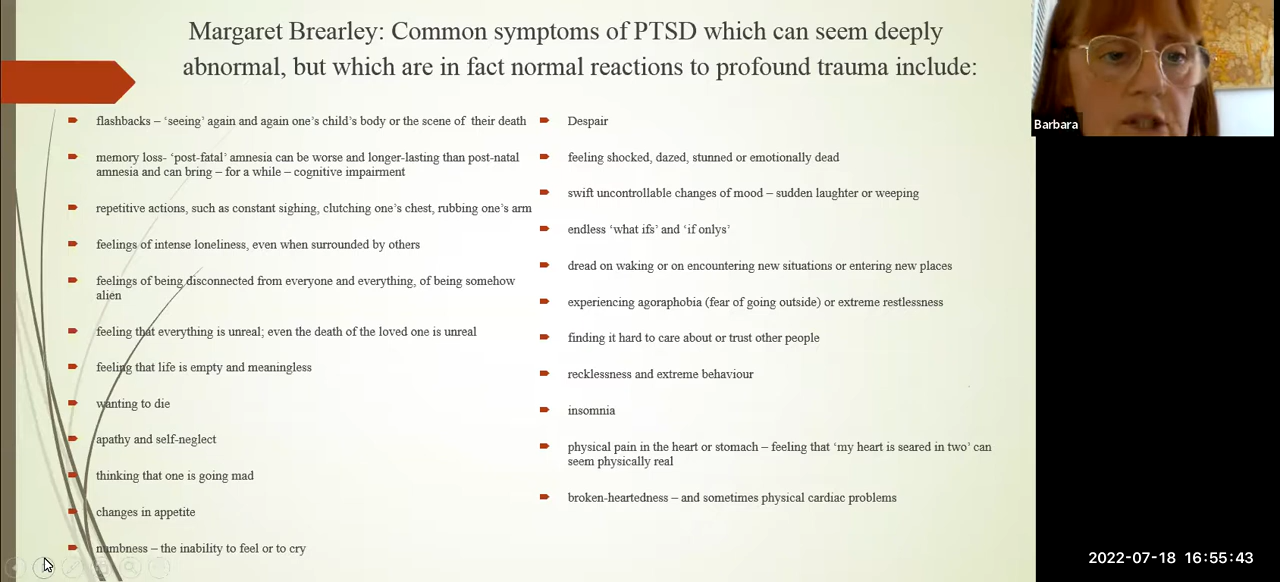 Margaret Brearley: Common symptoms of PTSD which can seem deeply
abnormal, but which are in fact normal reactions to profound trauma include:
flashbacks – ‘seeing’ again and again one’s child’s body or the scene of their death
memory loss- ‘post-fatal’ amnesia can be worse and longer-lasting than post-natal
amnesia and can bring – for a while – cognitive impairment
repetitive actions, such as constant sighing, clutching one’s chest, rubbing one’s arm
feelings of intense loneliness, even when surrounded by others
feelings of being disconnected from everyone and everything, of being somehow
alien
feeling that everything is unreal; even the death of the loved one is unreal
feeling that life is empty and meaningless
wanting to die
apathy and self-neglect
thinking that one is going mad
changes in appetite
numbness – the inability to feel or to cry
Despair
feeling shocked, dazed, stunned or emotionally dead
swift uncontrollable changes of mood – sudden laughter or weeping
endless ‘what ifs’ and ‘if onlys’
dread on waking or on encountering new situations or entering new places
experiencing agoraphobia (fear of going outside) or extreme restlessness
finding it hard to care about or trust other people
recklessness and extreme behaviour
insomnia
physical pain in the heart or stomach – feeling that ‘my heart is seared in two’ can
seem physically real
broken-heartedness – and sometimes physical cardiac problems
Barbara
2022-07-18 16:55:43